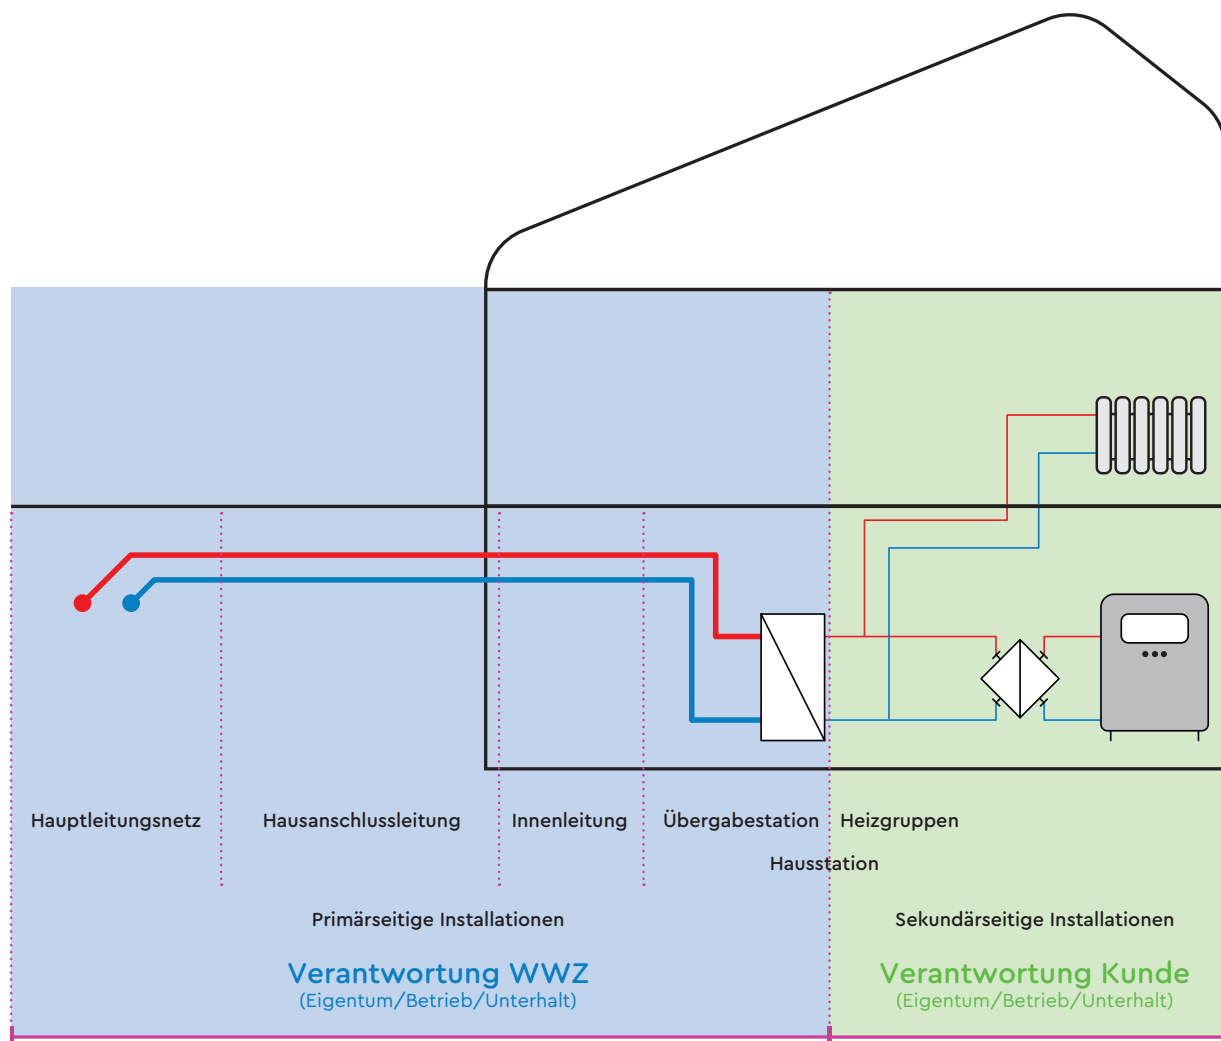 Hauptleitungsnetz
Hausanschlussleitung
Innenleitung
Übergabestation
Heizgruppen
Hausstation
Primärseitige Installationen
Sekundärseitige Installationen
Verantwortung WWZ
(Eigentum/Betrieb/Unterhalt)
Verantwortung Kunde
(Eigentum/Betrieb/Unterhalt)